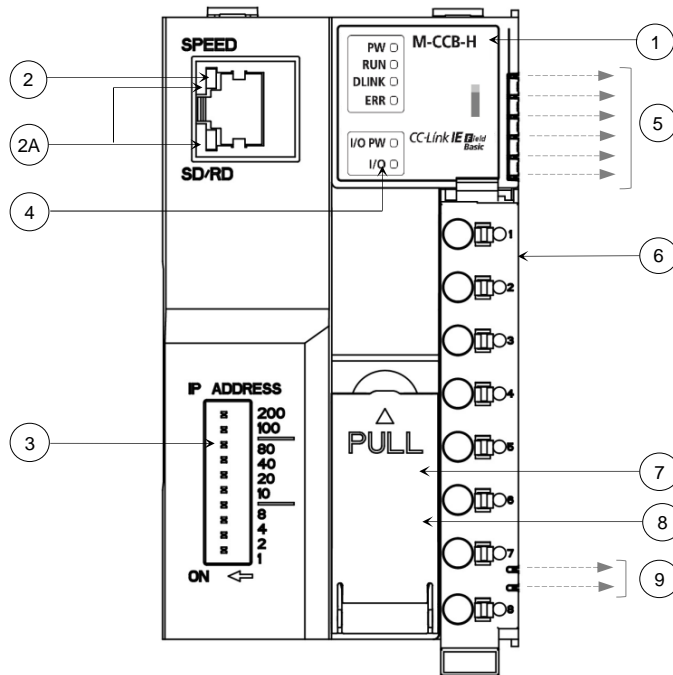 SPEED
SD/RD
M-CCB-H
PW
RUN
DLINK
ERR
CC-Link IE Field
Basic
I/O PW
I/O
1
2
2A
3
4
5
6
7
8
9
1
2
3
4
5
6
7
8
PULL
IP ADDRESS
200
100
80
40
20
10
8
4
2
1
ON